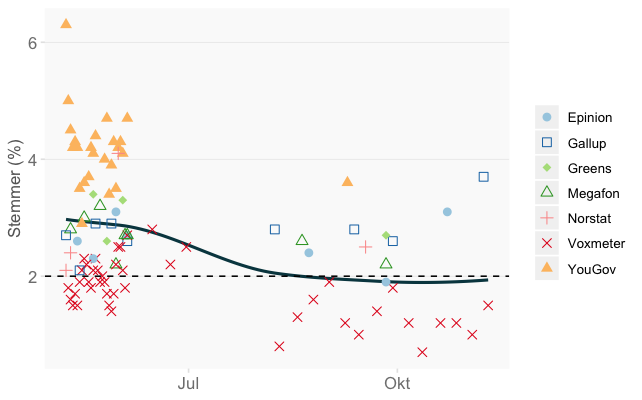 Stemmer (%)
6
4
2
Jul
Okt
Epinion
Gallup
Greens
Megafon
Norstat
Voxmeter
YouGov